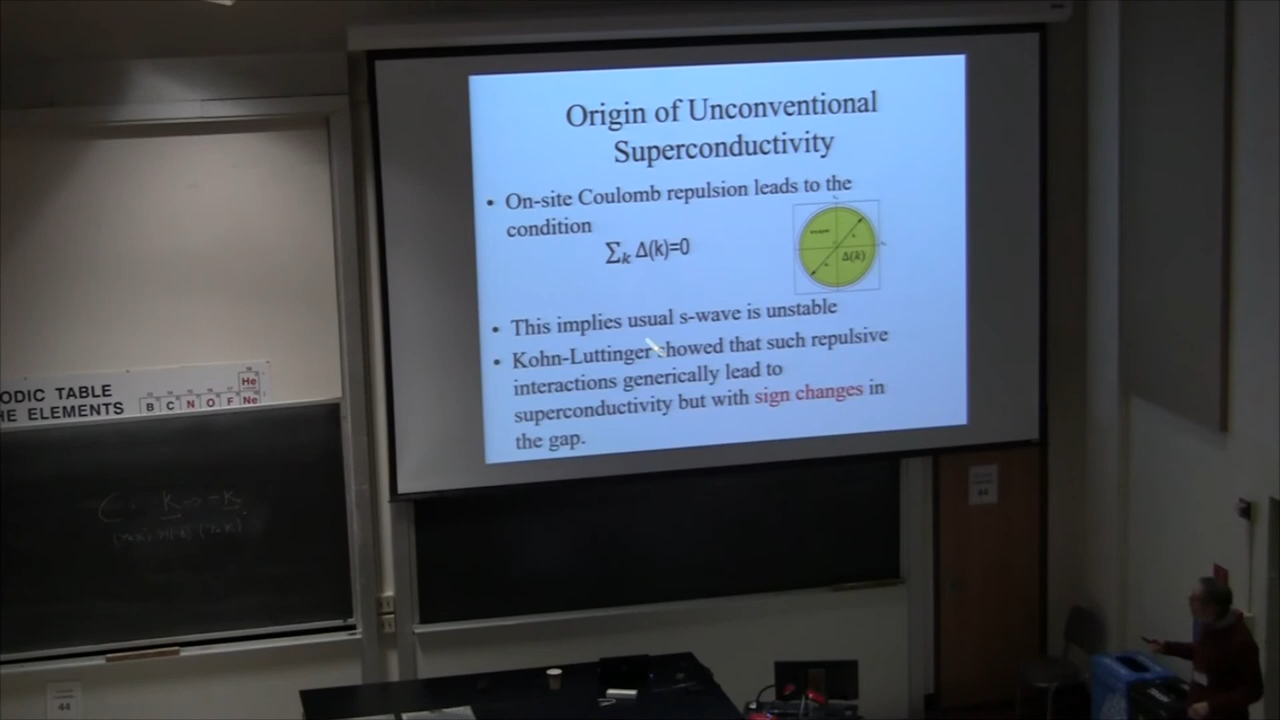 Origin of Unconventional
Superconductivity
• On-site Coulomb repulsion leads to the
condition
∑k Δ(k)=0
Δ(k)
• This implies usual s-wave is unstable
• Kohn-Luttinger showed that such repulsive
interactions generically lead to
superconductivity but with sign changes in
the gap.
ODIC TABLE
HE ELEMENTS
He
B C N O F Ne
44
44